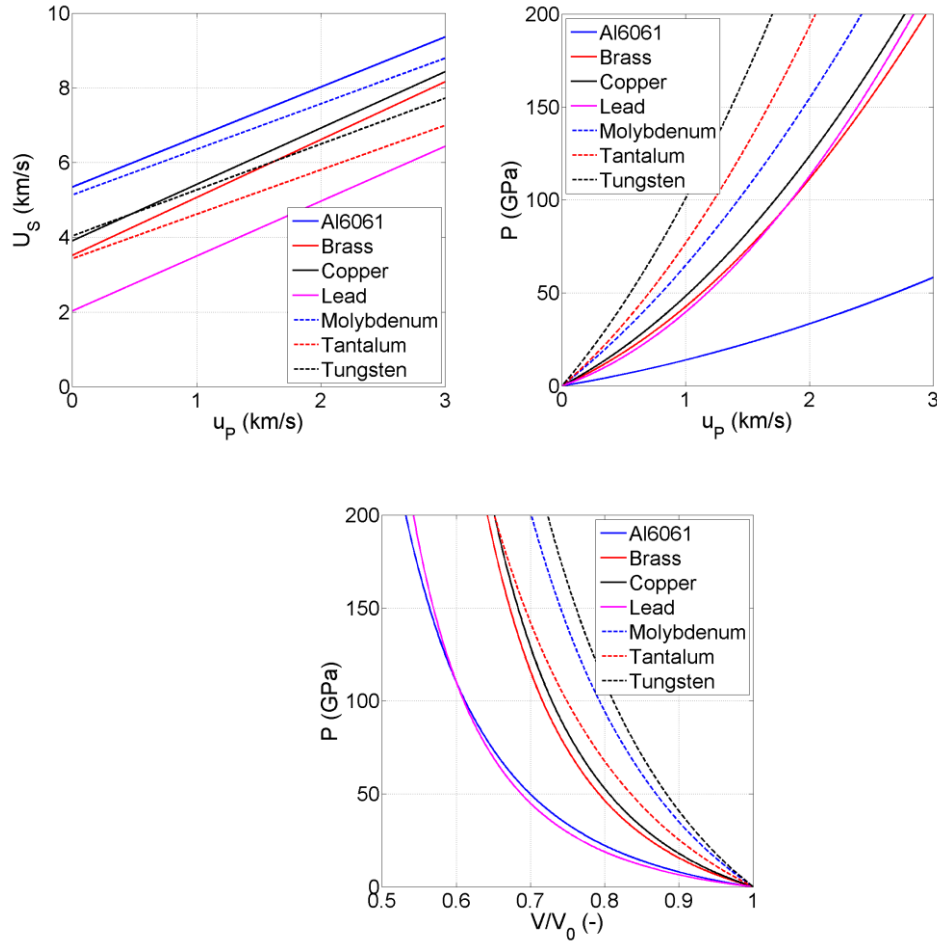 10
8
6
4
2
0
U_S (km/s)
Al6061
Brass
Copper
Lead
Molybdenum
Tantalum
Tungsten
0
1
2
3
u_P (km/s)
200
150
100
50
0
P (GPa)
Al6061
Brass
Copper
Lead
Molybdenum
Tantalum
Tungsten
0
1
2
3
u_P (km/s)
200
150
100
50
0
P (GPa)
Al6061
Brass
Copper
Lead
Molybdenum
Tantalum
Tungsten
0.5
0.6
0.7
0.8
0.9
1
V/V_0 (-)